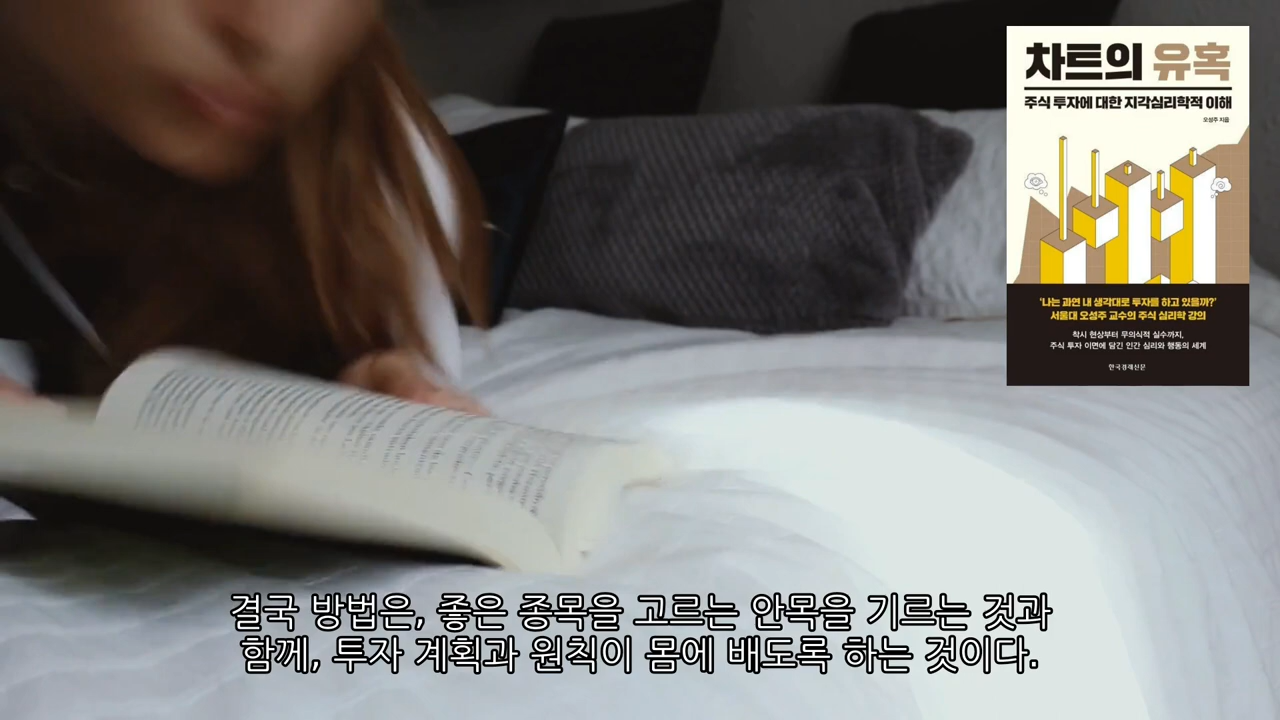 차트의 유혹
주식 투자에 대한 지각심리학적 이해
오성주 지음
'나는 과연 내 생각대로 투자를 하고 있을까?'
서울대 오성주 교수의 주식 심리학 강의
착시 현상부터 무의식적 실수까지,
주식 투자 이면에 담긴 인간 심리와 행동의 세계
한국경제신문
결국 방법은, 좋은 종목을 고르는 안목을 기르는 것과
함께, 투자 계획과 원칙이 몸에 배도록 하는 것이다.